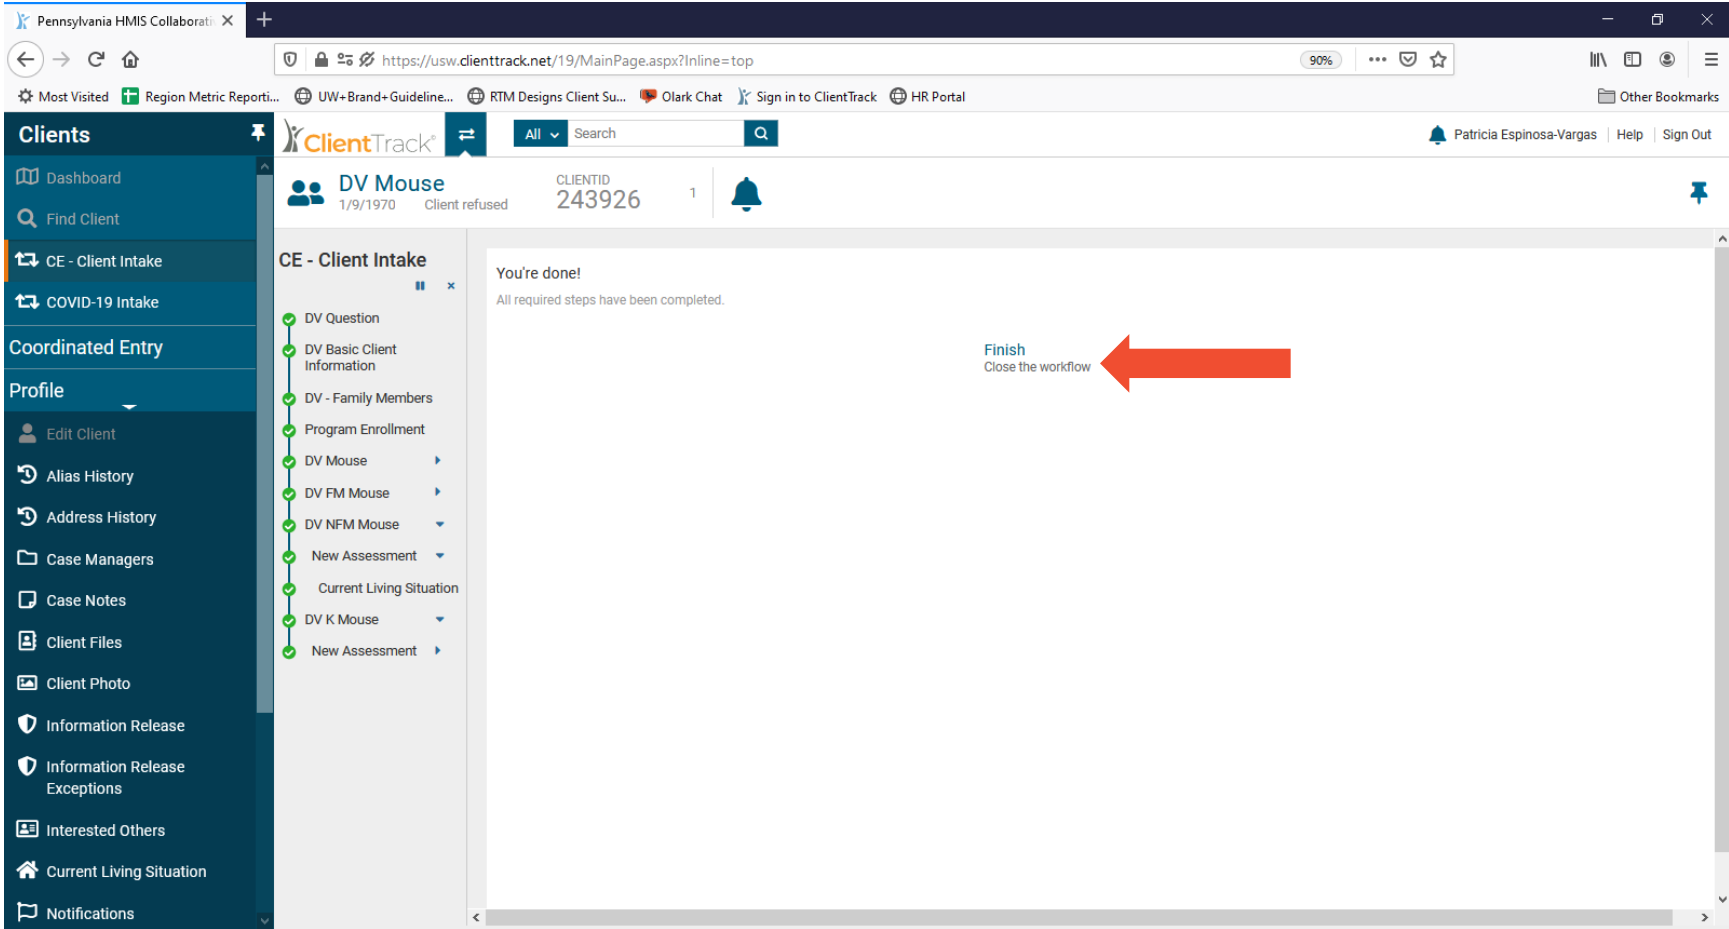 Pennsylvania HMIS Collaborati
https://usw.clienttrack.net/19/MainPage.aspx?Inline=top
90%
Most Visited
Region Metric Reporti...
UW+Brand+Guideline...
RTM Designs Client Su...
Olark Chat
Sign in to ClientTrack
HR Portal
Other Bookmarks
Clients
Dashboard
Find Client
CE - Client Intake
COVID-19 Intake
Coordinated Entry
Profile
Edit Client
Alias History
Address History
Case Managers
Case Notes
Client Files
Client Photo
Information Release
Information Release
Exceptions
Interested Others
Current Living Situation
Notifications
ClientTrack®
All
Search
Patricia Espinosa-Vargas
Help
Sign Out
DV Mouse
1/9/1970 Client refused
CLIENTID
243926
1
CE - Client Intake
DV Question
DV Basic Client
Information
DV - Family Members
Program Enrollment
DV Mouse
DV FM Mouse
DV NFM Mouse
New Assessment
Current Living Situation
DV K Mouse
New Assessment
You're done!
All required steps have been completed.
Finish
Close the workflow